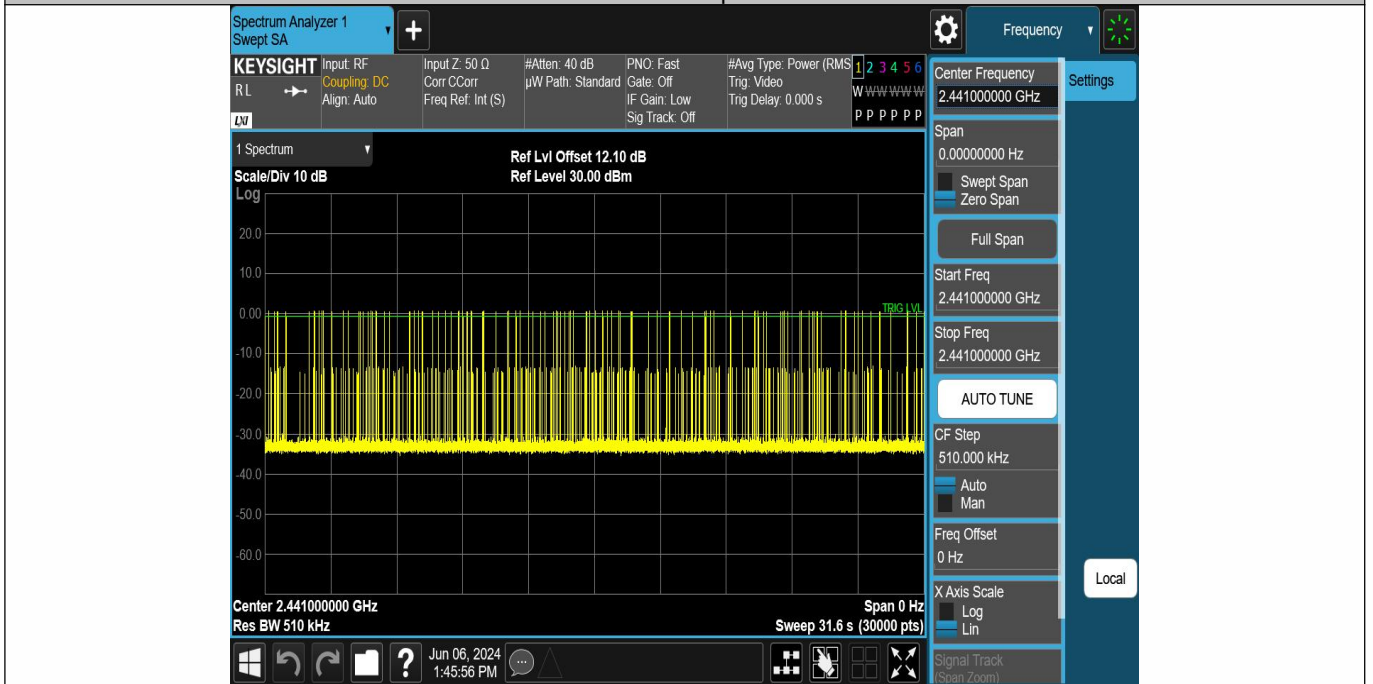 Spectrum Analyzer 1
Swept SA
+
Frequency
KEYSIGHT
RL
LXI
Input: RF
Coupling: DC
Align: Auto
Input Z: 50 Ω
Corr CCorr
Freq Ref: Int (S)
#Atten: 40 dB
µW Path: Standard
PNO: Fast
Gate: Off
IF Gain: Low
Sig Track: Off
#Avg Type: Power (RMS
Trig: Video
Trig Delay: 0.000 s
1 2 3 4 5 6
W W W W W W
P P P P P P
1 Spectrum
Scale/Div 10 dB
Ref Lvl Offset 12.10 dB
Ref Level 30.00 dBm
Log
20.0
10.0
0.00
-10.0
-20.0
-30.0
-40.0
-50.0
-60.0
TRIG LVL
Center 2.441000000 GHz
Res BW 510 kHz
Span 0 Hz
Sweep 31.6 s (30000 pts)
Center Frequency
2.441000000 GHz
Settings
Span
0.00000000 Hz
Swept Span
Zero Span
Full Span
Start Freq
2.441000000 GHz
Stop Freq
2.441000000 GHz
AUTO TUNE
CF Step
510.000 kHz
Auto
Man
Freq Offset
0 Hz
Local
X Axis Scale
Log
Lin
Signal Track
(Span Zoom)
?
Jun 06, 2024
1:45:56 PM